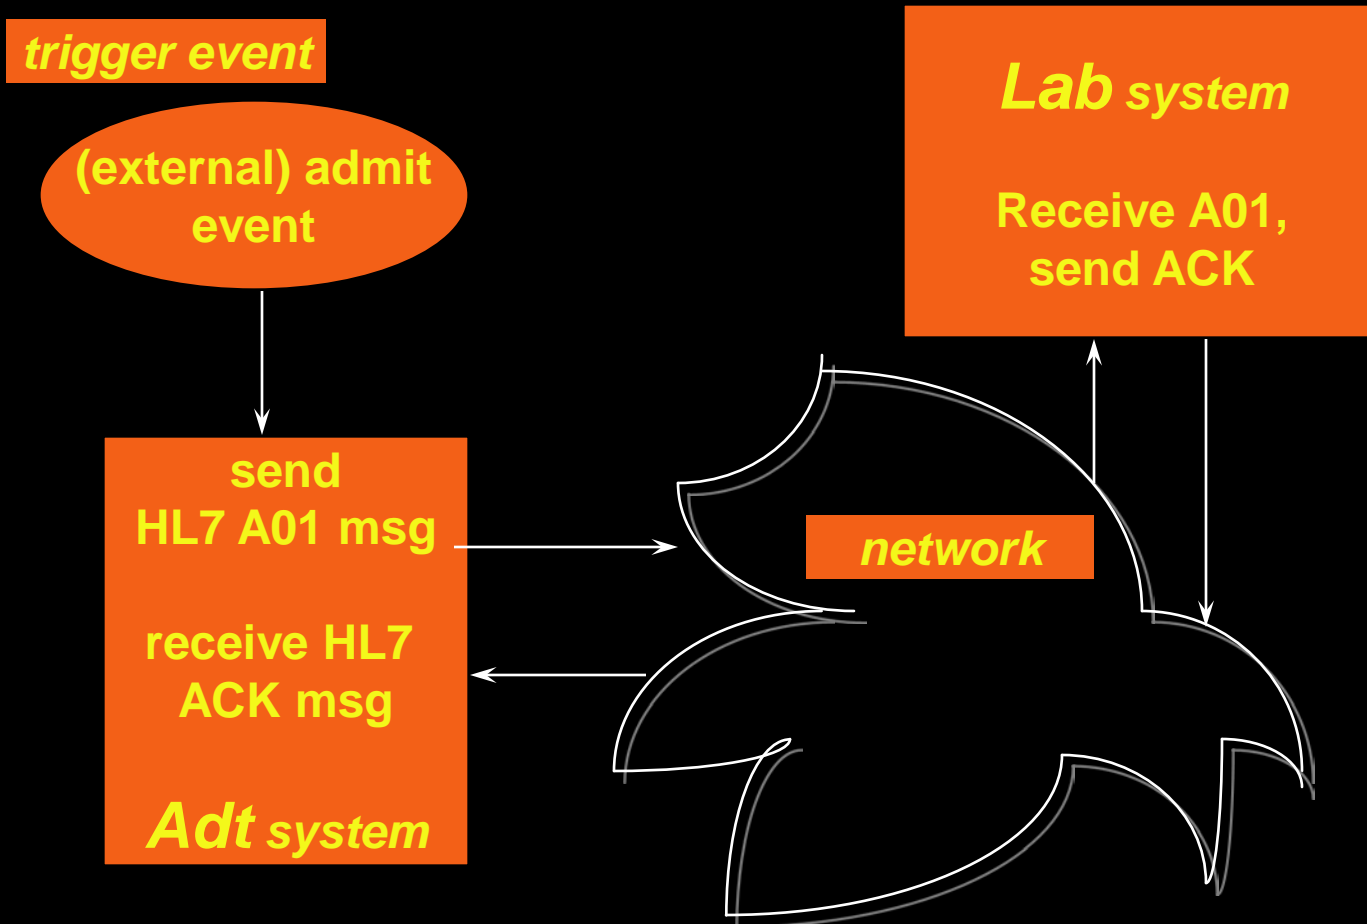 trigger event
(external) admit
event
Lab system
Receive A01,
send ACK
send
HL7 A01 msg
network
receive HL7
ACK msg
Adt system